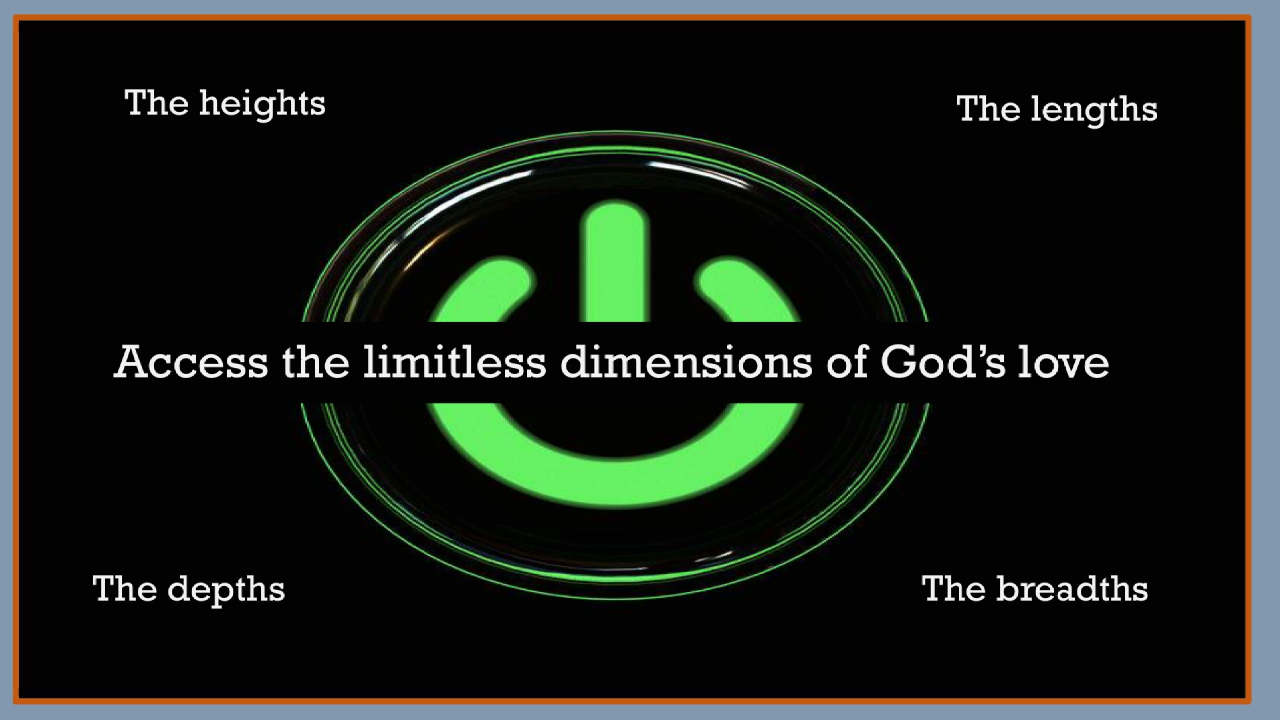 The heights
The lengths
Access the limitless dimensions of God’s love
The depths
The breadths